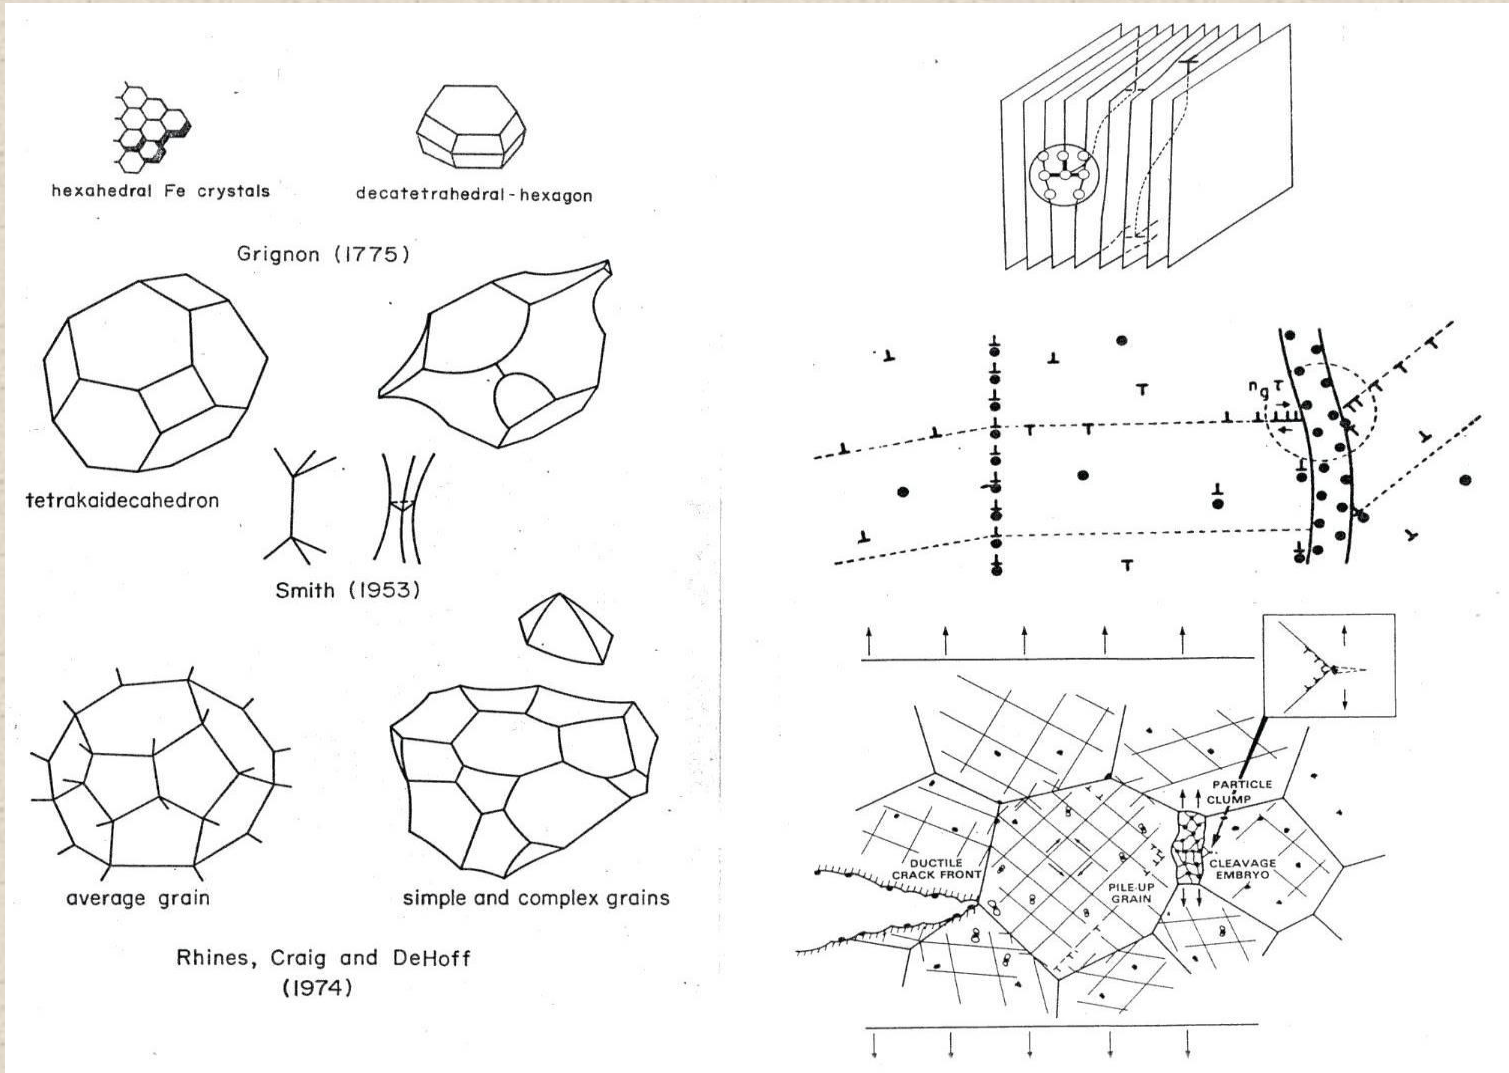 hexahedral Fe crystals
decatetrahedral-hexagon
Grignon (1775)
tetrakaidecahedron
Smith (1953)
average grain
simple and complex grains
Rhines, Craig and DeHoff
(1974)
n g τ
PARTICLE
CLUMP
DUCTILE
CRACK FRONT
PILE-UP
GRAIN
CLEAVAGE
EMBRYO